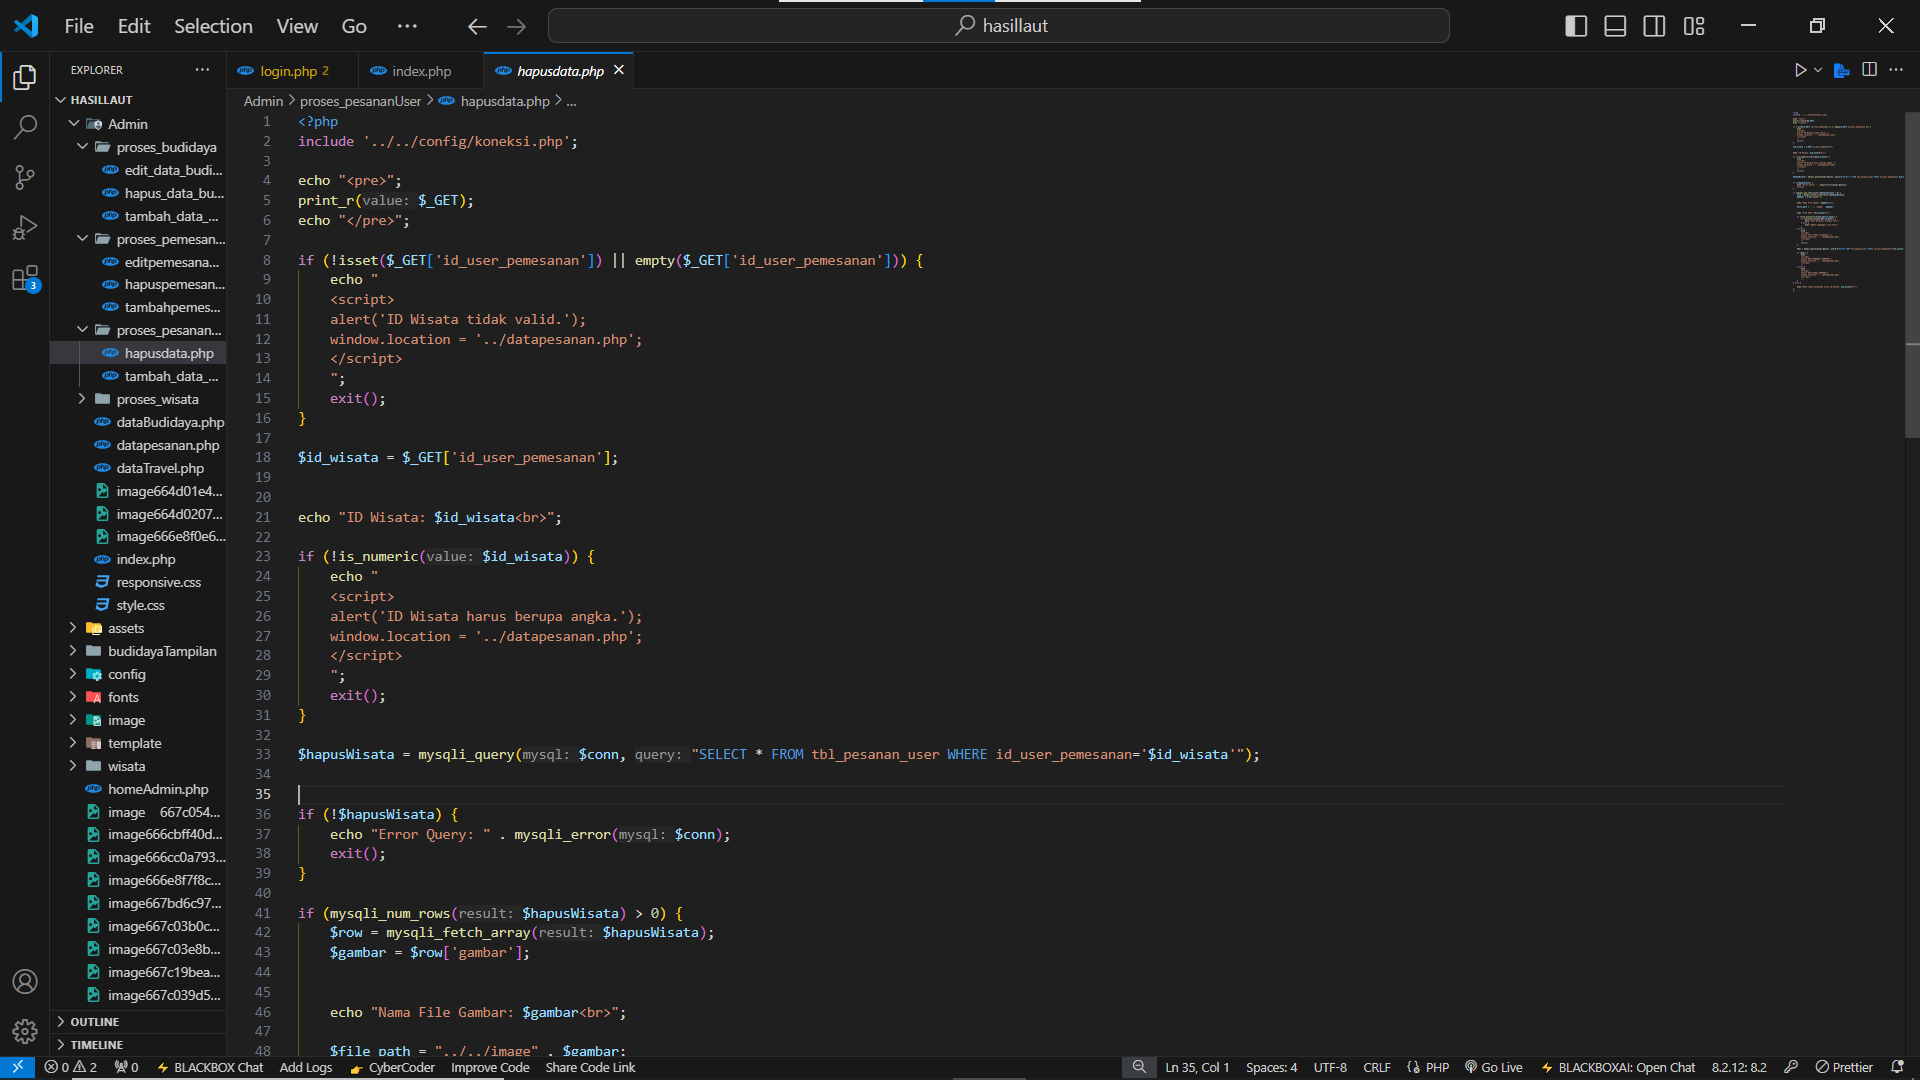 File Edit Selection View Go ··· hasillaut
EXPLORER ···
login.php 2 index.php hapusdata.php
HASILLAUT
Admin
proses_budidaya
edit_data_budi...
hapus_data_bu...
tambah_data_...
proses_pemesan...
editpemesana...
hapuspemesan...
tambahpemes...
proses_pesanan...
hapusdata.php
tambah_data_...
proses_wisata
dataBudidaya.php
datapesanan.php
dataTravel.php
image664d01e4...
image664d0207...
image666e8f0e6...
index.php
responsive.css
style.css
assets
budidayaTampilan
config
fonts
image
template
wisata
homeAdmin.php
image 667c054...
image666cbff40d...
image666cc0a793...
image666e8f7f8c...
image667bd6c97...
image667c03b0c...
image667c03e8b...
image667c19bea...
image667c039d5...
OUTLINE
TIMELINE
3
Admin > proses_pesananUser > hapusdata.php > ...
1 <?php
2 include '../../config/koneksi.php';
3
4 echo "<pre>";
5 print_r(value: $_GET);
6 echo "</pre>";
7
8 if (!isset($_GET['id_user_pemesanan']) || empty($_GET['id_user_pemesanan'])) {
9 echo "
10 <script>
11 alert('ID Wisata tidak valid.');
12 window.location = '../datapesanan.php';
13 </script>
14 ";
15 exit();
16 }
17
18 $id_wisata = $_GET['id_user_pemesanan'];
19
20
21 echo "ID Wisata: $id_wisata<br>";
22
23 if (!is_numeric(value: $id_wisata)) {
24 echo "
25 <script>
26 alert('ID Wisata harus berupa angka.');
27 window.location = '../datapesanan.php';
28 </script>
29 ";
30 exit();
31 }
32
33 $hapusWisata = mysqli_query(mysql: $conn, query: "SELECT * FROM tbl_pesanan_user WHERE id_user_pemesanan='$id_wisata'");
34
35
36 if (!$hapusWisata) {
37 echo "Error Query: " . mysqli_error(mysql: $conn);
38 exit();
39 }
40
41 if (mysqli_num_rows(result: $hapusWisata) > 0) {
42 $row = mysqli_fetch_array(result: $hapusWisata);
43 $gambar = $row['gambar'];
44
45
46 echo "Nama File Gambar: $gambar<br>";
47
48 $file_path = "../../image" . $gambar;
0 2 0 BLACKBOX Chat Add Logs CyberCoder Improve Code Share Code Link Ln 35, Col 1 Spaces: 4 UTF-8 CRLF PHP Go Live BLACKBOXAI: Open Chat 8.2.12: 8.2 Prettier